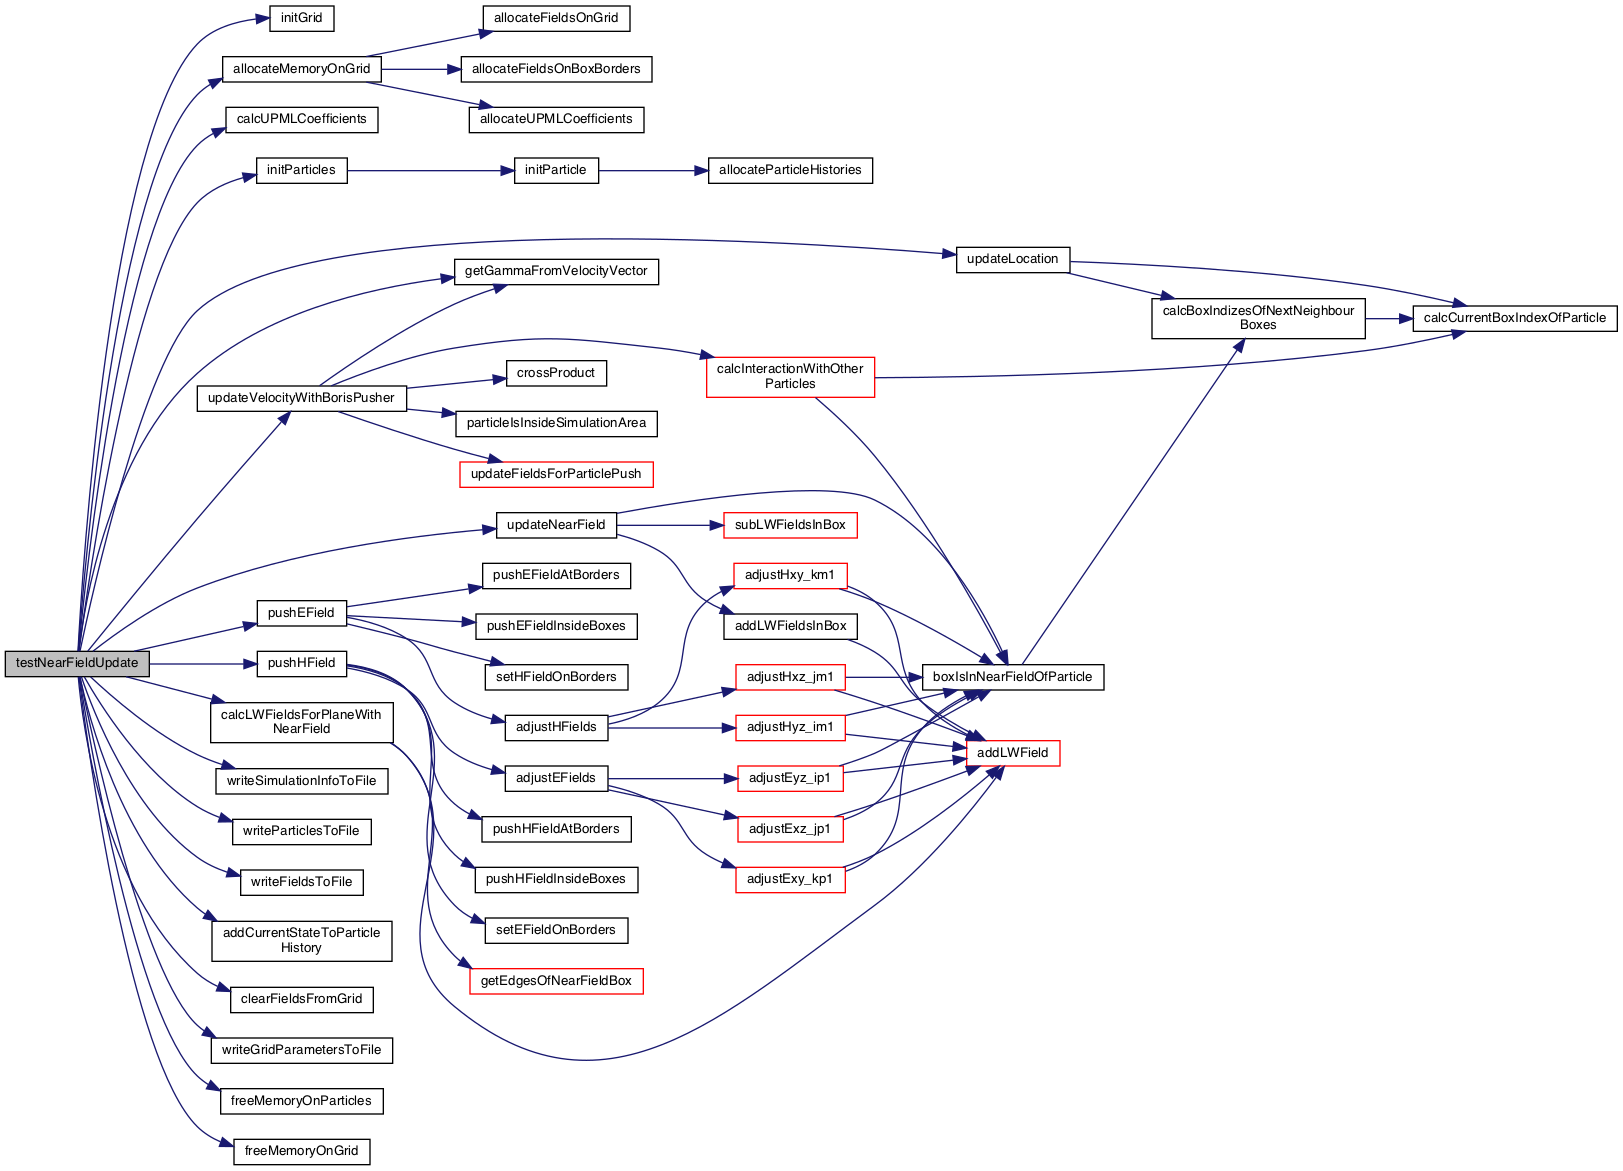 initGrid
allocateFieldsOnGrid
allocateMemoryOnGrid
allocateFieldsOnBoxBorders
calcUPMLCoefficients
allocateUPMLCoefficients
initParticles
initParticle
allocateParticleHistories
updateLocation
getGammaFromVelocityVector
calcBoxIndizesOfNextNeighbour
Boxes
calcCurrentBoxIndexOfParticle
crossProduct
calcInteractionWithOther
Particles
updateVelocityWithBorisPusher
particleIsInsideSimulationArea
updateFieldsForParticlePush
updateNearField
subLWFieldsInBox
pushEFieldAtBorders
adjustHxy_km1
pushEField
pushEFieldInsideBoxes
addLWFieldsInBox
testNearFieldUpdate
pushHField
setHFieldOnBorders
adjustHxz_jm1
boxIsInNearFieldOfParticle
calcLWFieldsForPlaneWith
NearField
adjustHFields
adjustHyz_im1
addLWField
writeSimulationInfoToFile
adjustEFields
adjustEyz_ip1
writeParticlesToFile
pushHFieldAtBorders
adjustExz_jp1
writeFieldsToFile
pushHFieldInsideBoxes
adjustExy_kp1
addCurrentStateToParticle
History
setEFieldOnBorders
getEdgesOfNearFieldBox
clearFieldsFromGrid
writeGridParametersToFile
freeMemoryOnParticles
freeMemoryOnGrid